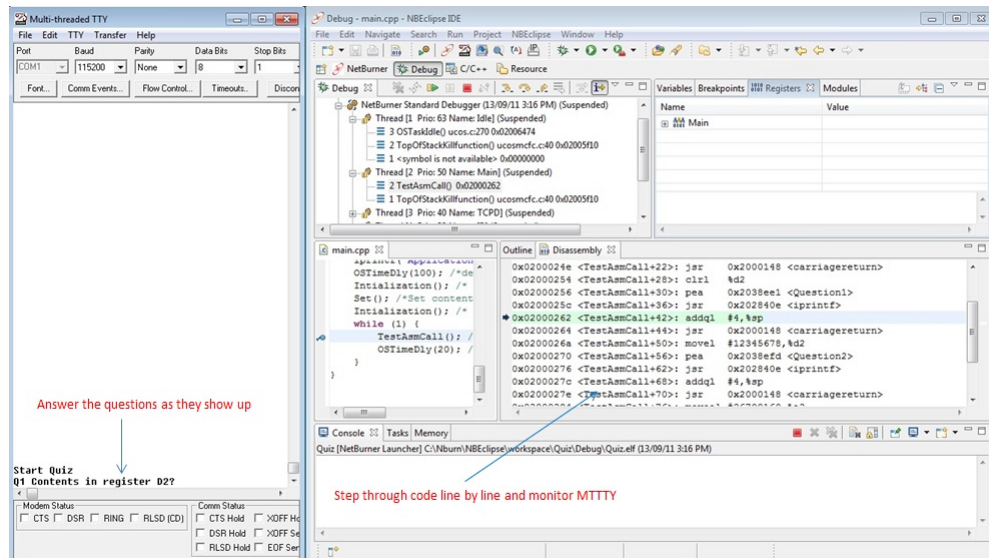 Multi-threaded TTY
File Edit TTY Transfer Help
Port Baud Parity Data Bits Stop Bits
COM1 115200 None 8 1
Font... Comm Events... Flow Control... Timeouts... Discon
Answer the questions as they show up
Start Quiz
Q1 Contents in register D2?
Modem Status
CTS DSR RING RLSD (CD)
Comm Status
CTS Hold XOFF Ho
DSR Hold XOFF Se
RLSD Hold EOF Ser
Debug - main.cpp - NBEclipse IDE
File Edit Navigate Search Run Project NBEclipse Window Help
NetBurner Debug C/C++ Resource
Debug
NetBurner Standard Debugger (13/09/11 3:16 PM) (Suspended)
Thread [1 Prio: 63 Name: Idle] (Suspended)
3 OSTaskIdle() ucos.c:270 0x02006474
2 TopOfStackKillfunction() ucosmcfc.c:40 0x02005f10
1 <symbol is not available> 0x00000000
Thread [2 Prio: 50 Name: Main] (Suspended)
2 TestAsmCall() 0x02000262
1 TopOfStackKillfunction() ucosmcfc.c:40 0x02005f10
Thread [3 Prio: 40 Name: TCPD] (Suspended)
Variables Breakpoints Registers Modules
Name Value
Main
main.cpp
OSTimeDly(100); /*de
Intialization(); /*
Set(); /*Set content
Intialization(); /*
while (1) {
TestAsmCall(); /
OSTimeDly(20); /
}
}
Outline Disassembly
0x0200024e <TestAsmCall+22>: jsr 0x2000148 <carriagereturn>
0x02000254 <TestAsmCall+28>: clrl %d2
0x02000256 <TestAsmCall+30>: pea 0x2038ee1 <Question1>
0x0200025c <TestAsmCall+36>: jsr 0x202840e <iprintf>
0x02000262 <TestAsmCall+42>: addql #4,%sp
0x02000264 <TestAsmCall+44>: jsr 0x2000148 <carriagereturn>
0x0200026a <TestAsmCall+50>: movel #12345678,%d2
0x02000270 <TestAsmCall+56>: pea 0x2038efd <Question2>
0x02000276 <TestAsmCall+62>: jsr 0x202840e <iprintf>
0x0200027c <TestAsmCall+68>: addql #4,%sp
0x0200027e <TestAsmCall+70>: jsr 0x2000148 <carriagereturn>
Console Tasks Memory
Quiz [NetBurner Launcher] C:\Nburn\NBEclipse\workspace\Quiz\Debug\Quiz.elf (13/09/11 3:16 PM)
Step through code line by line and monitor MTTTY